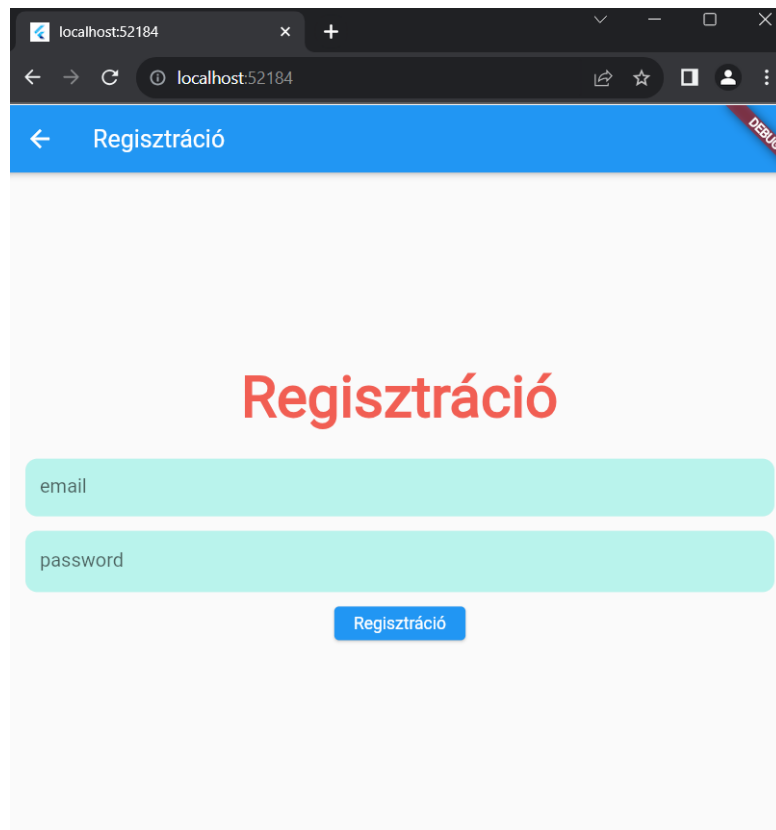 localhost:52184
localhost:52184
Regisztráció
DEBUG
Regisztráció
email
password
Regisztráció